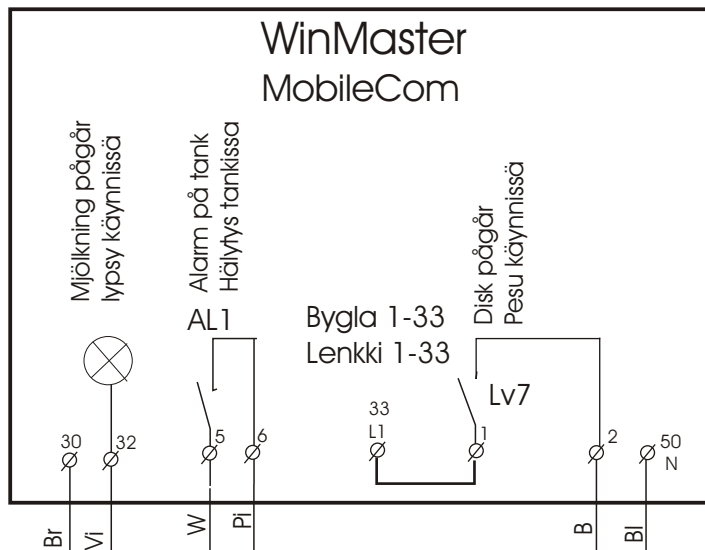 WinMaster
MobileCom
Mjölkning pågår
lypsy käynnissä
Alarm på tank
Hälytys tankissa
AL1
Bygla 1-33
Lenkki 1-33
Disk pågår
Pesu käynnissä
Lv7
30
32
5
6
33
L1
1
2
50
N
Br
Vi
W
Pi
B
Bl